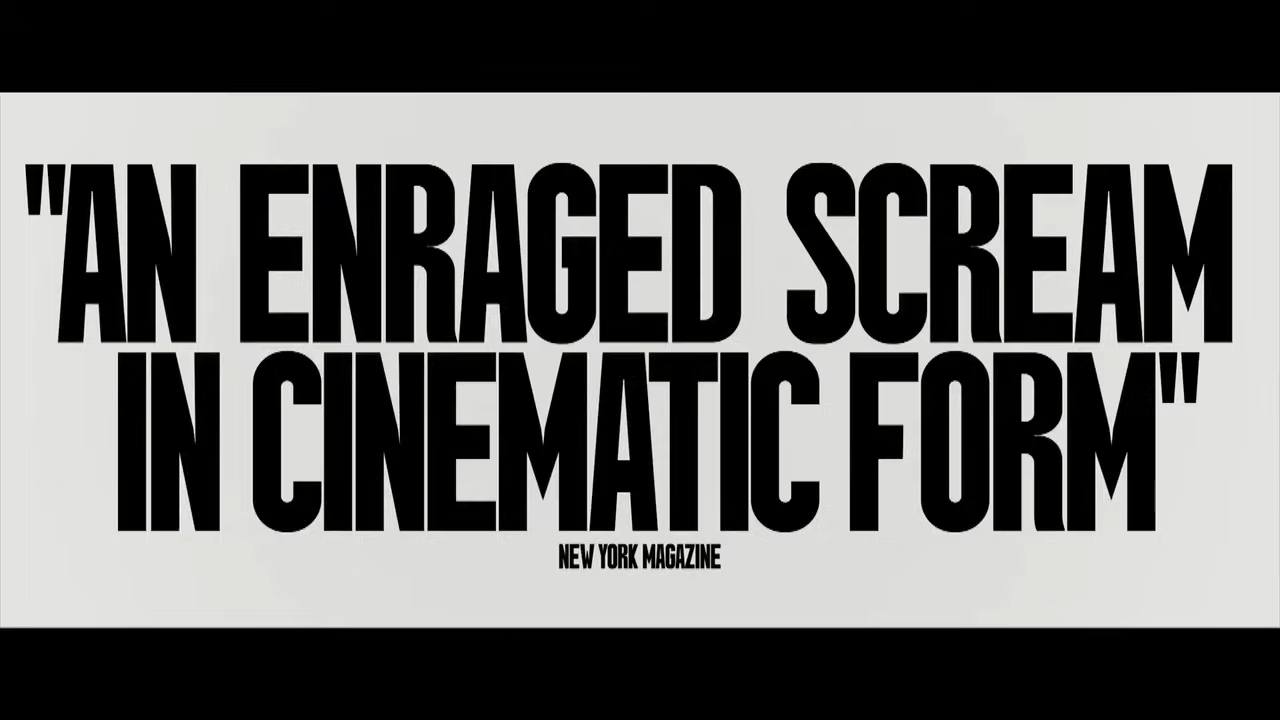 "AN ENRAGED SCREAM
IN CINEMATIC FORM"
NEW YORK MAGAZINE